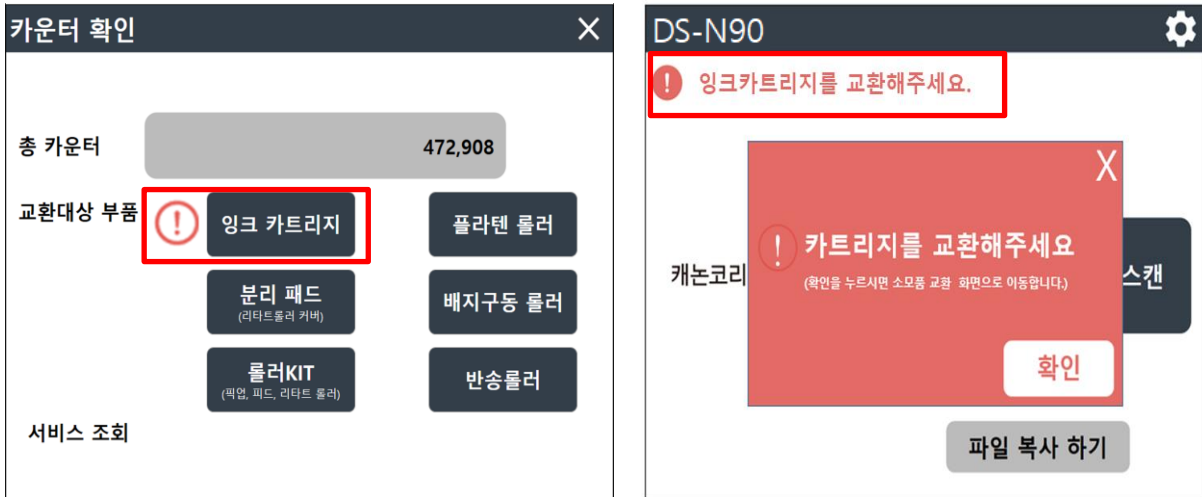 카운터 확인
총 카운터
472,908
교환대상 부품
잉크 카트리지
플라텐 롤러
분리 패드
(리타트롤러 커버)
배지구동 롤러
롤러KIT
(픽업, 피드, 리타트 롤러)
반송롤러
서비스 조회
DS-N90
잉크카트리지를 교환해주세요.
X
카트리지를 교환해주세요
(확인을 누르시면 소모품 교환 화면으로 이동합니다.)
확인
캐논코리
스캔
파일 복사 하기